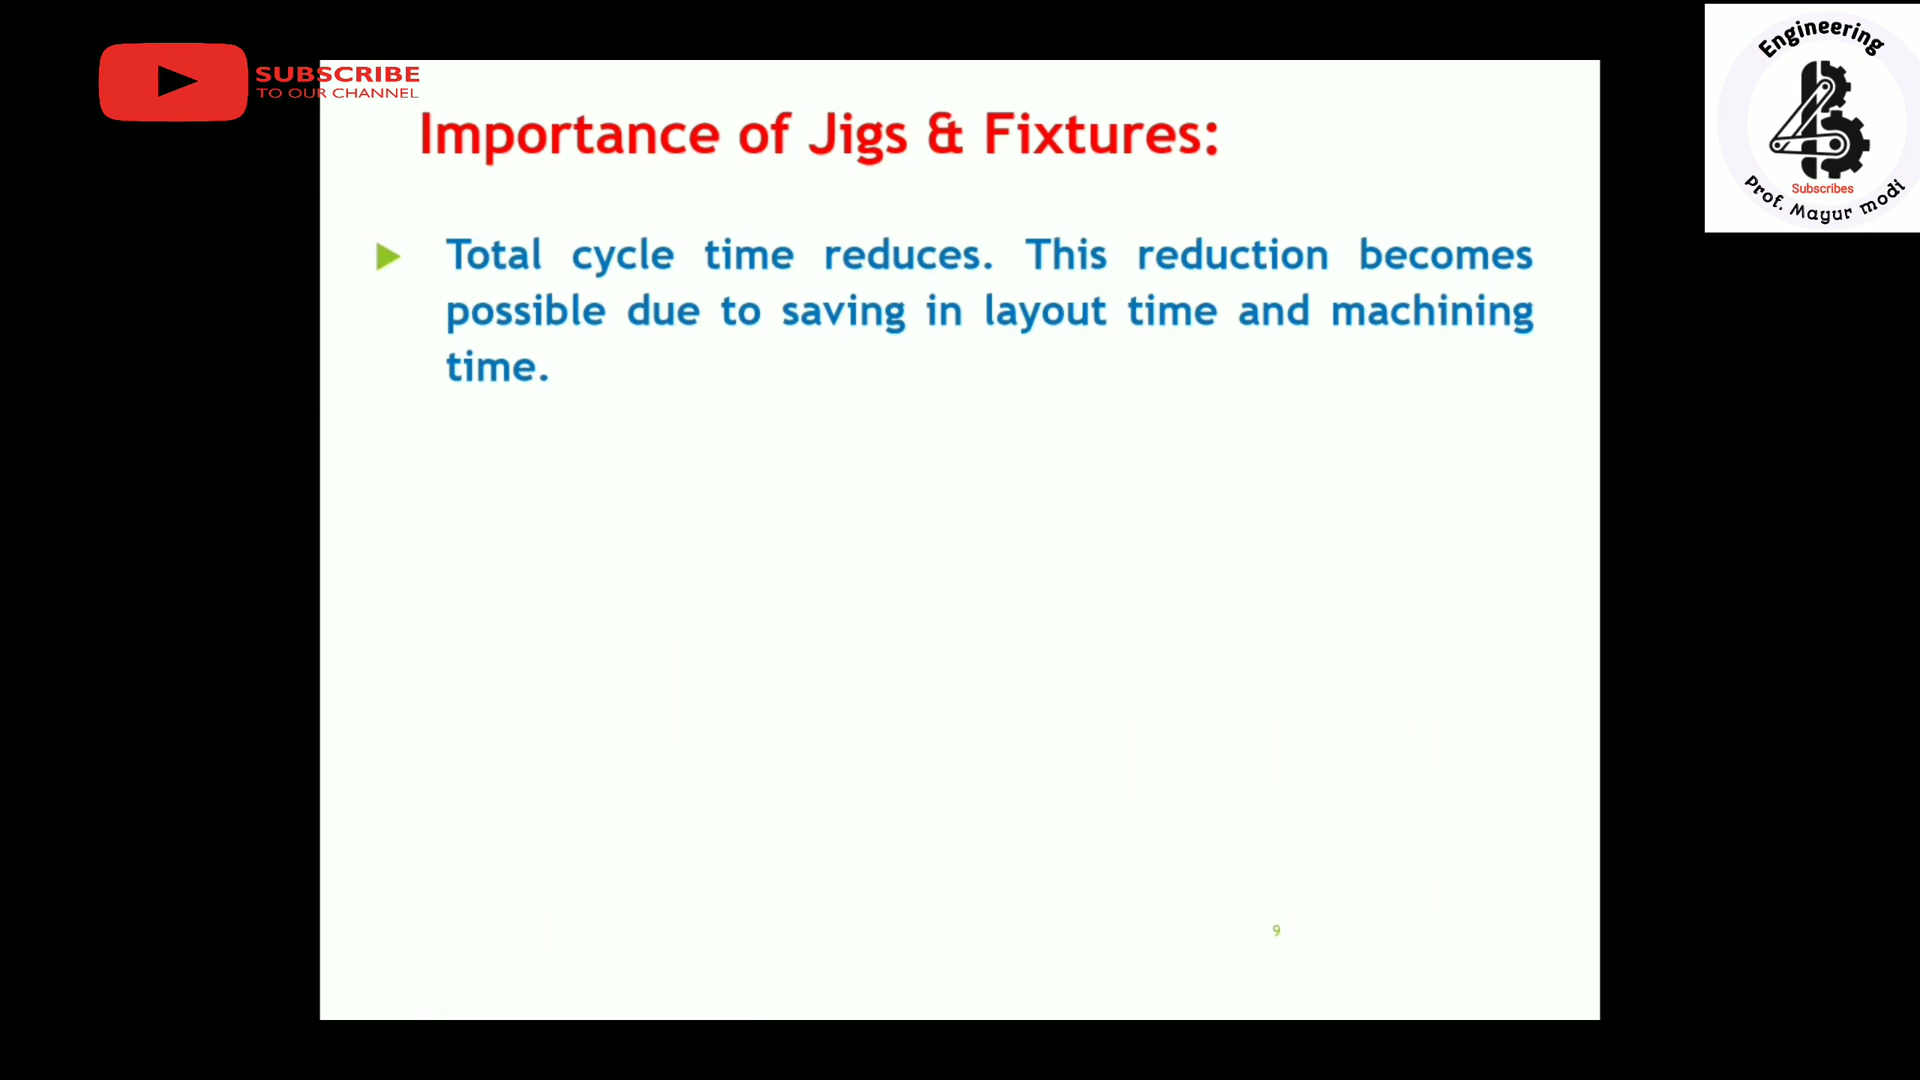 SUBSCRIBE
TO OUR CHANNEL
Engineering
Subscribes
Prof. Mayur modi
Importance of Jigs & Fixtures:
Total cycle time reduces. This reduction becomes
possible due to saving in layout time and machining
time.
9